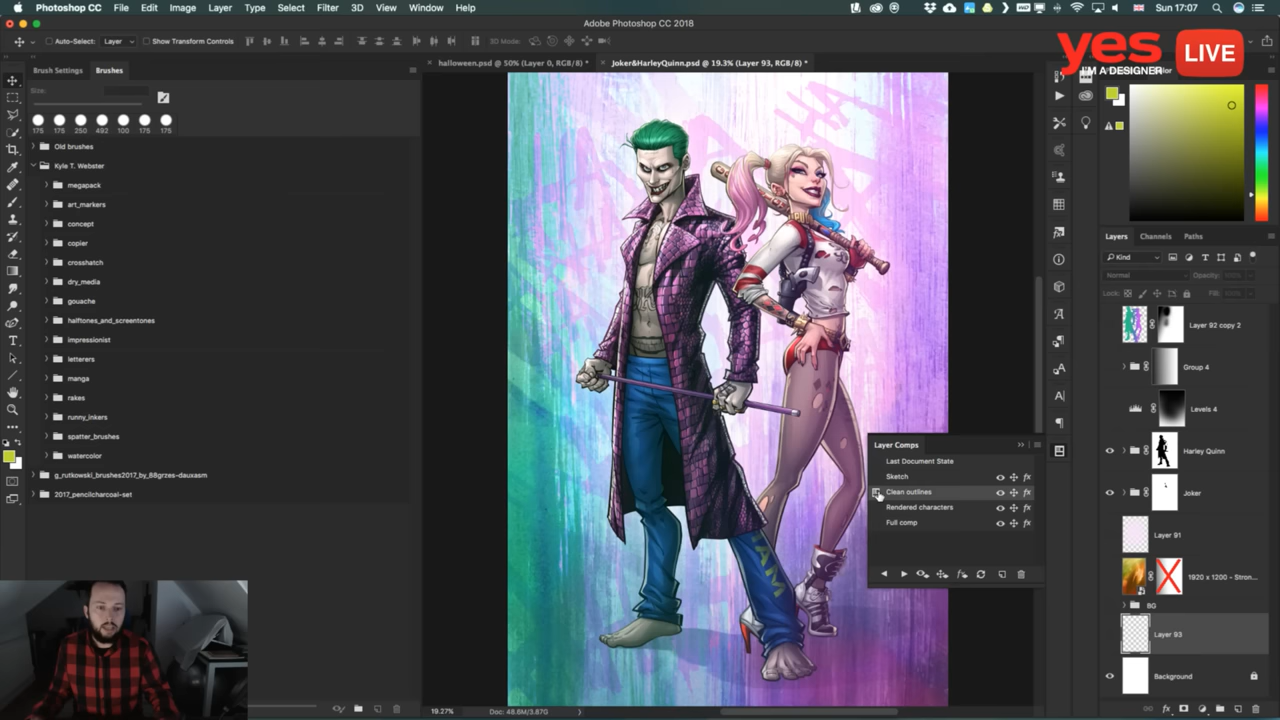 Photoshop CC File Edit Image Layer Type Select Filter 3D View Window Help
Sun 17:07
Adobe Photoshop CC 2018
Auto-Select: Layer Show Transform Controls 3D Mode:
yes LIVE
I'M A DESIGNER
Brush Settings Brushes
halloween.psd @ 50% (Layer 0, RGB/8) *
Joker&HarleyQuinn.psd @ 19.3% (Layer 93, RGB/8) *
Color
Size:
175 175 250 492 100 175 175
Old brushes
Kyle T. Webster
megapack
art_markers
concept
copier
crosshatch
dry_media
gouache
halftones_and_screentones
impressionist
letterers
manga
rakes
runny_inkers
spatter_brushes
watercolor
g_rutkowski_brushes2017_by_88grzes-dauxasm
2017_pencilcharcoal-set
HA
Layer Comps
Last Document State
Sketch
Clean outlines
Rendered characters
Full comp
Layers Channels Paths
Kind
Normal Opacity: 100%
Lock: Fill: 100%
Layer 92 copy 2
Group 4
Levels 4
Harley Quinn
Joker
Layer 91
1920 x 1200 - Stron...
BG
Layer 93
Background
19.27% Doc: 48.6M/3.87G